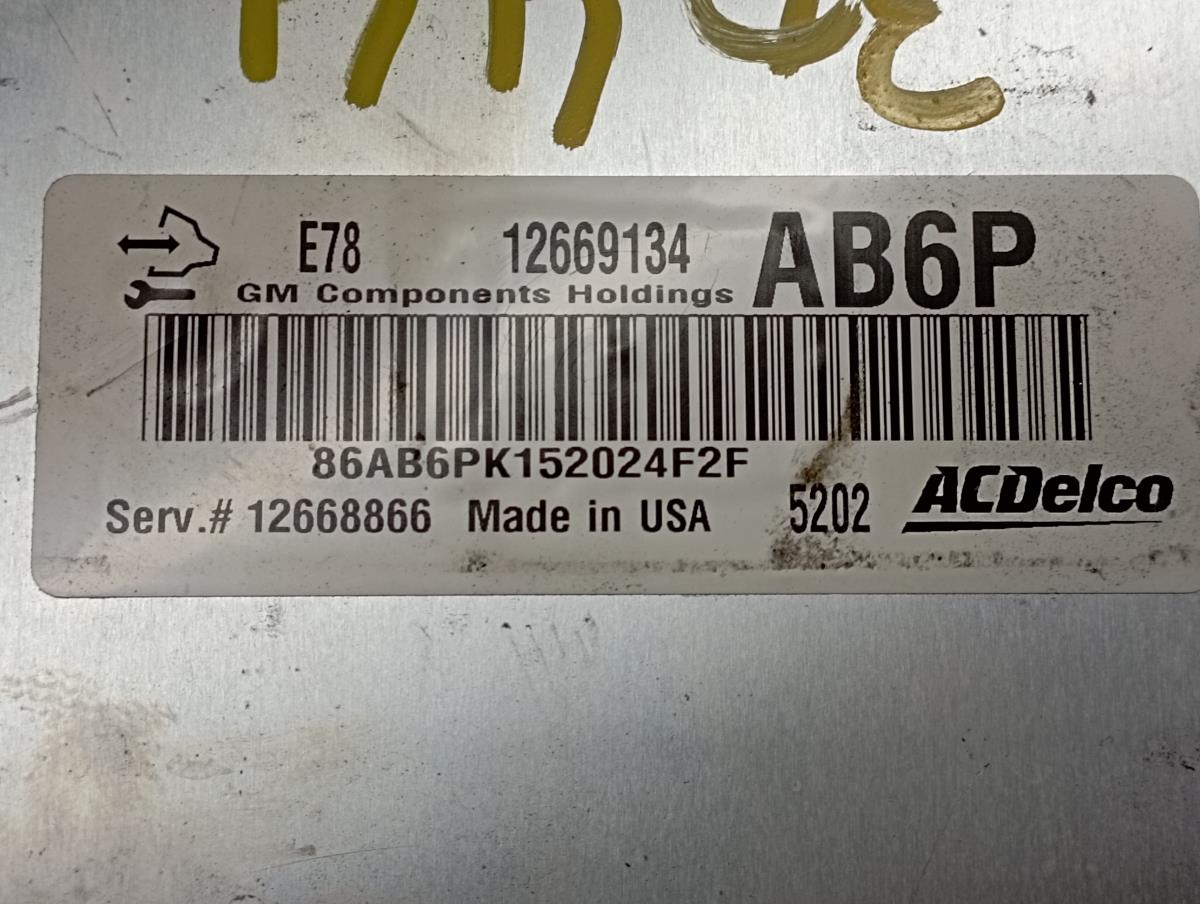 E78 12669134 AB6P
GM Components Holdings
86AB6PK152024F2F
Serv.# 12668866 Made in USA 5202 ACDelco